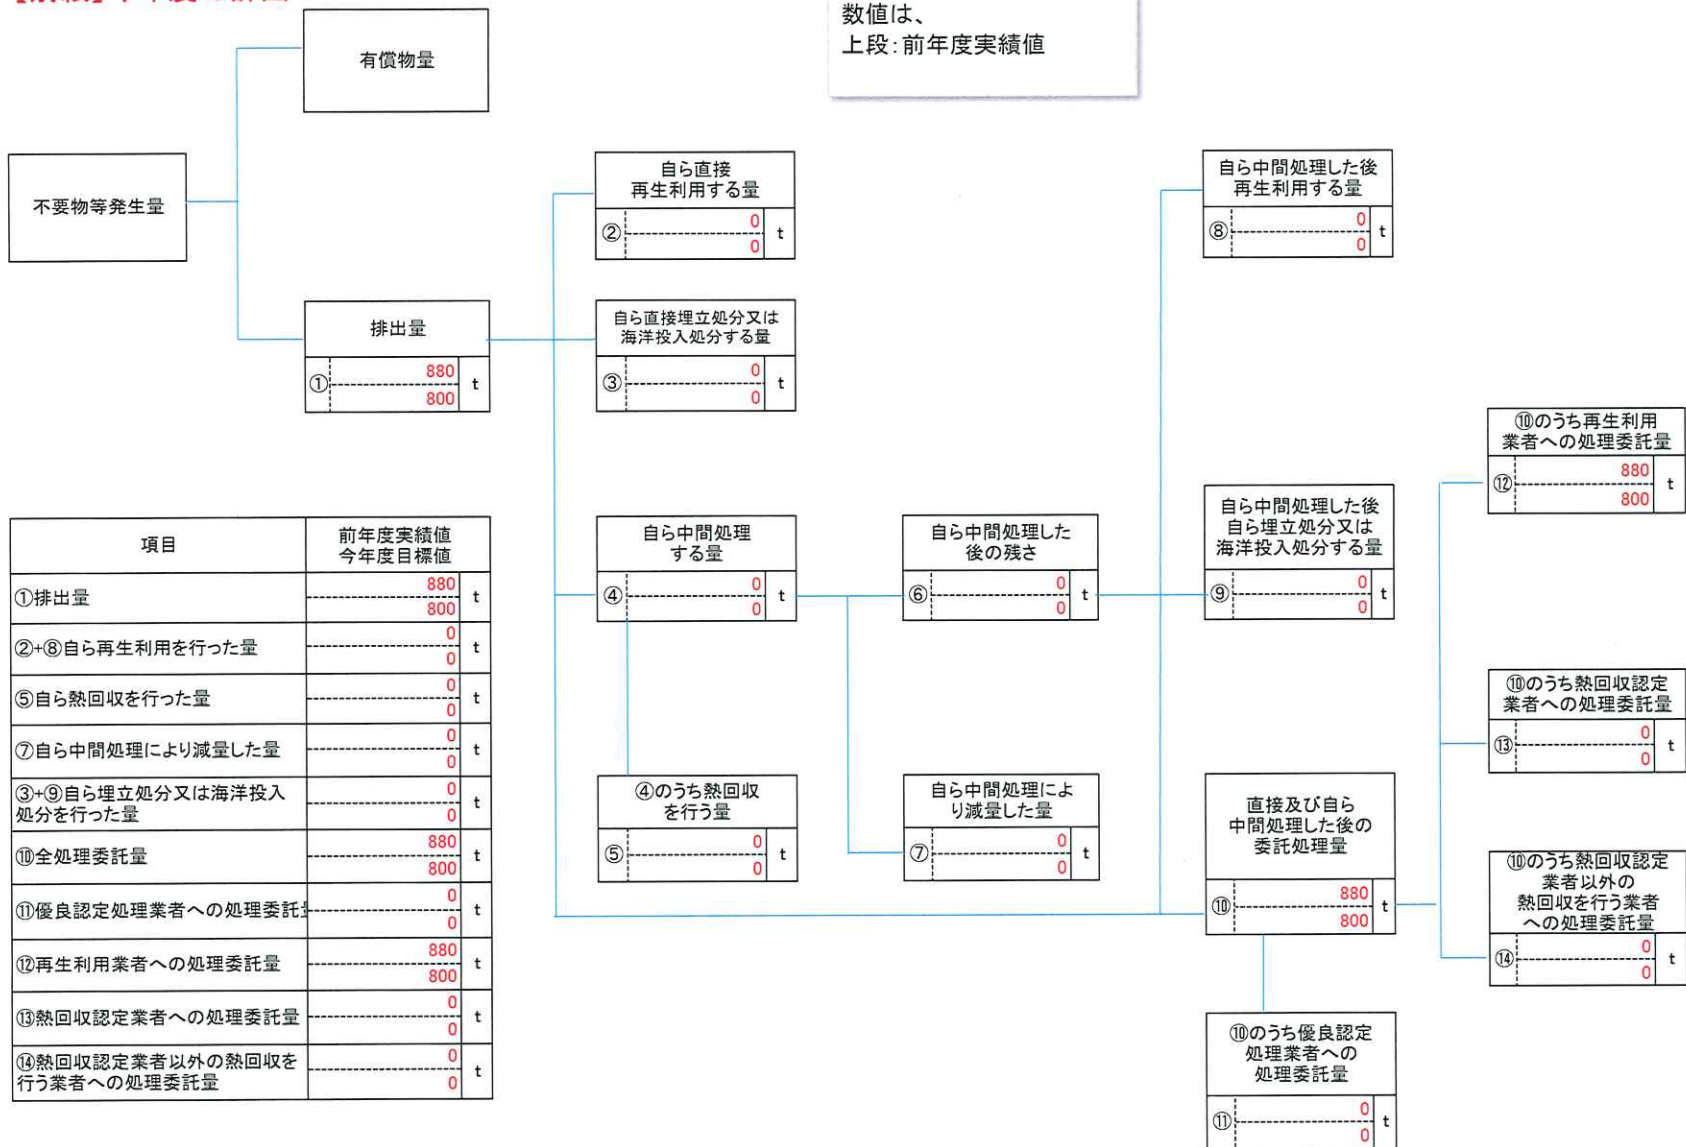 数値は、
上段：前年度実績値
有償物量
不要物等発生量
排出量
① 880 t
800
自ら直接
再生利用する量
② 0 t
0
自ら直接埋立処分又は
海洋投入処分する量
③ 0 t
0
自ら中間処理
する量
④ 0 t
0
④のうち熱回収
を行う量
⑤ 0 t
0
自ら中間処理した
後の残さ
⑥ 0 t
0
自ら中間処理によ
り減量した量
⑦ 0 t
0
自ら中間処理した後
再生利用する量
⑧ 0 t
0
自ら中間処理した後
自ら埋立処分又は
海洋投入処分する量
⑨ 0 t
0
直接及び自ら
中間処理した後の
委託処理量
⑩ 880 t
800
⑩のうち優良認定
処理業者への
処理委託量
⑪ 0 t
0
⑩のうち再生利用
業者への処理委託量
⑫ 880 t
800
⑩のうち熱回収認定
業者への処理委託量
⑬ 0 t
0
⑩のうち熱回収認定
業者以外の
熱回収を行う業者
への処理委託量
⑭ 0 t
0
項目 前年度実績値
今年度目標値
①排出量 880 t
800
②+⑧自ら再生利用を行った量 0 t
0
⑤自ら熱回収を行った量 0 t
0
⑦自ら中間処理により減量した量 0 t
0
③+⑨自ら埋立処分又は海洋投入
処分を行った量 0 t
0
⑩全処理委託量 880 t
800
⑪優良認定処理業者への処理委託 0 t
0
⑫再生利用業者への処理委託量 880 t
800
⑬熱回収認定業者への処理委託量 0 t
0
⑭熱回収認定業者以外の熱回収を
行う業者への処理委託量 0 t
0